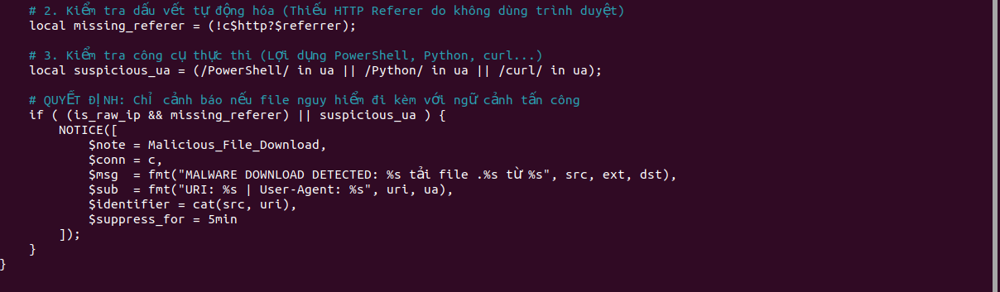 # 2. Kiểm tra dấu vết tự động hóa (Thiếu HTTP Referer do không dùng trình duyệt)
local missing_referer = (!c$http?$referrer);
# 3. Kiểm tra công cụ thực thi (Lợi dụng PowerShell, Python, curl...)
local suspicious_ua = (/PowerShell/ in ua || /Python/ in ua || /curl/ in ua);
# QUYẾT ĐỊNH: Chỉ cảnh báo nếu file nguy hiểm đi kèm với ngữ cảnh tấn công
if ( (is_raw_ip && missing_referer) || suspicious_ua ) {
NOTICE([
$note = Malicious_File_Download,
$conn = c,
$msg  = fmt("MALWARE DOWNLOAD DETECTED: %s tải file .%s từ %s", src, ext, dst),
$sub  = fmt("URI: %s | User-Agent: %s", uri, ua),
$identifier = cat(src, uri),
$suppress_for = 5min
]);
}
}